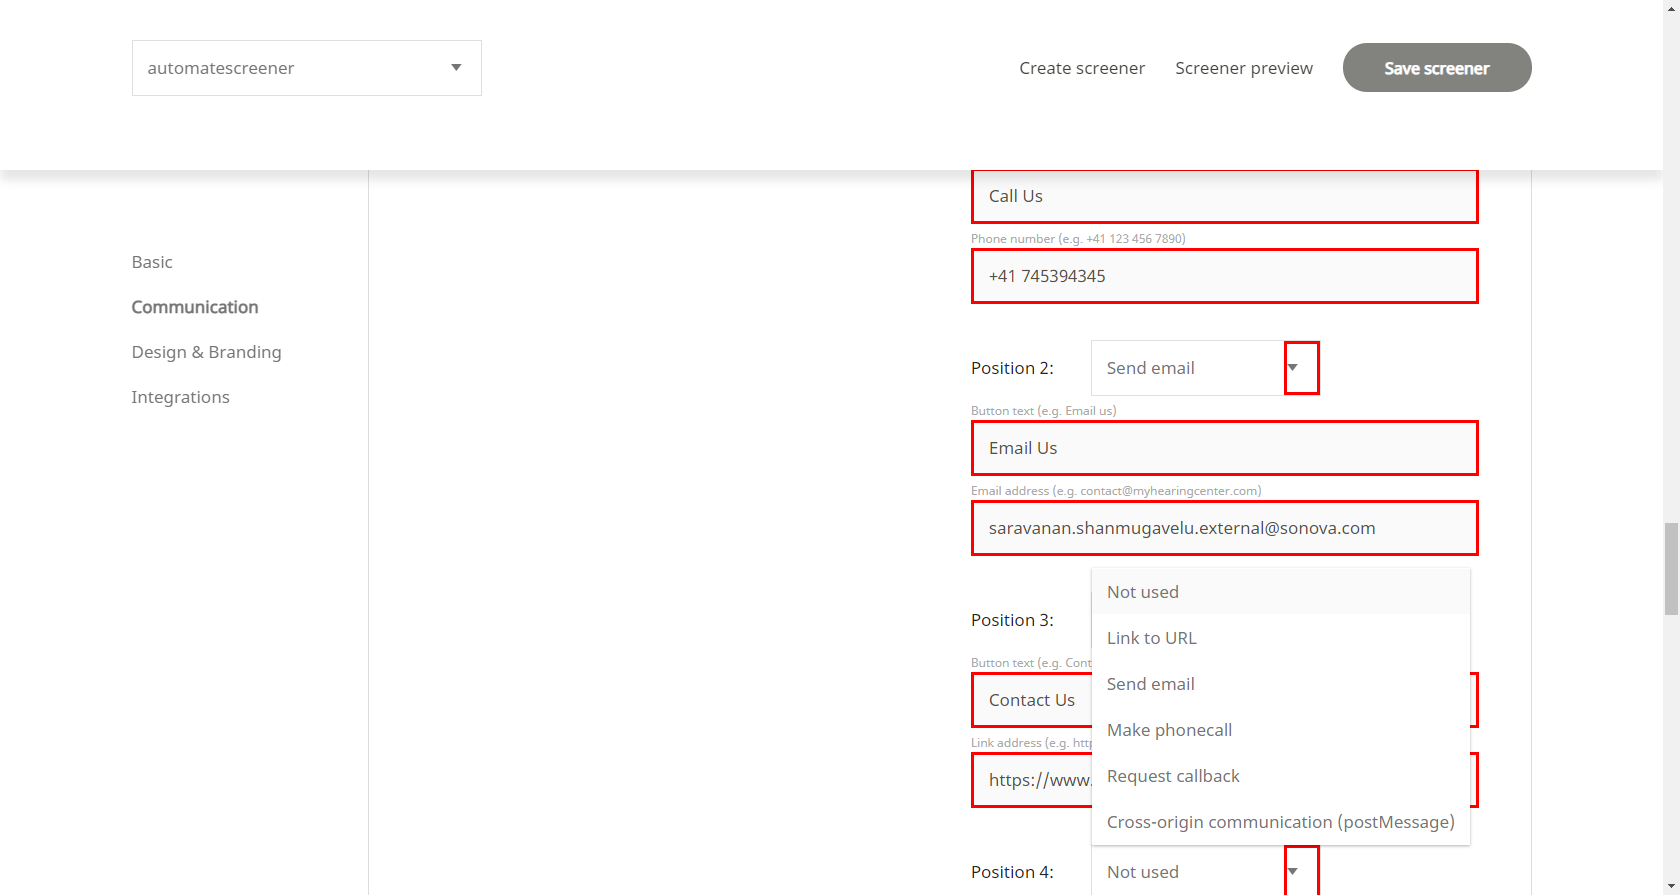 automatescreener
Create screener
Screener preview
Save screener
Basic
Communication
Design & Branding
Integrations
Call Us
Phone number (e.g. +41 123 456 7890)
+41 745394345
Position 2:
Send email
Button text (e.g. Email us)
Email Us
Email address (e.g. contact@myhearingcenter.com)
saravanan.shanmugavelu.external@sonova.com
Position 3:
Button text (e.g. Cont
Contact Us
Link address (e.g. http
https://www.
Not used
Link to URL
Send email
Make phonecall
Request callback
Cross-origin communication (postMessage)
Position 4:
Not used